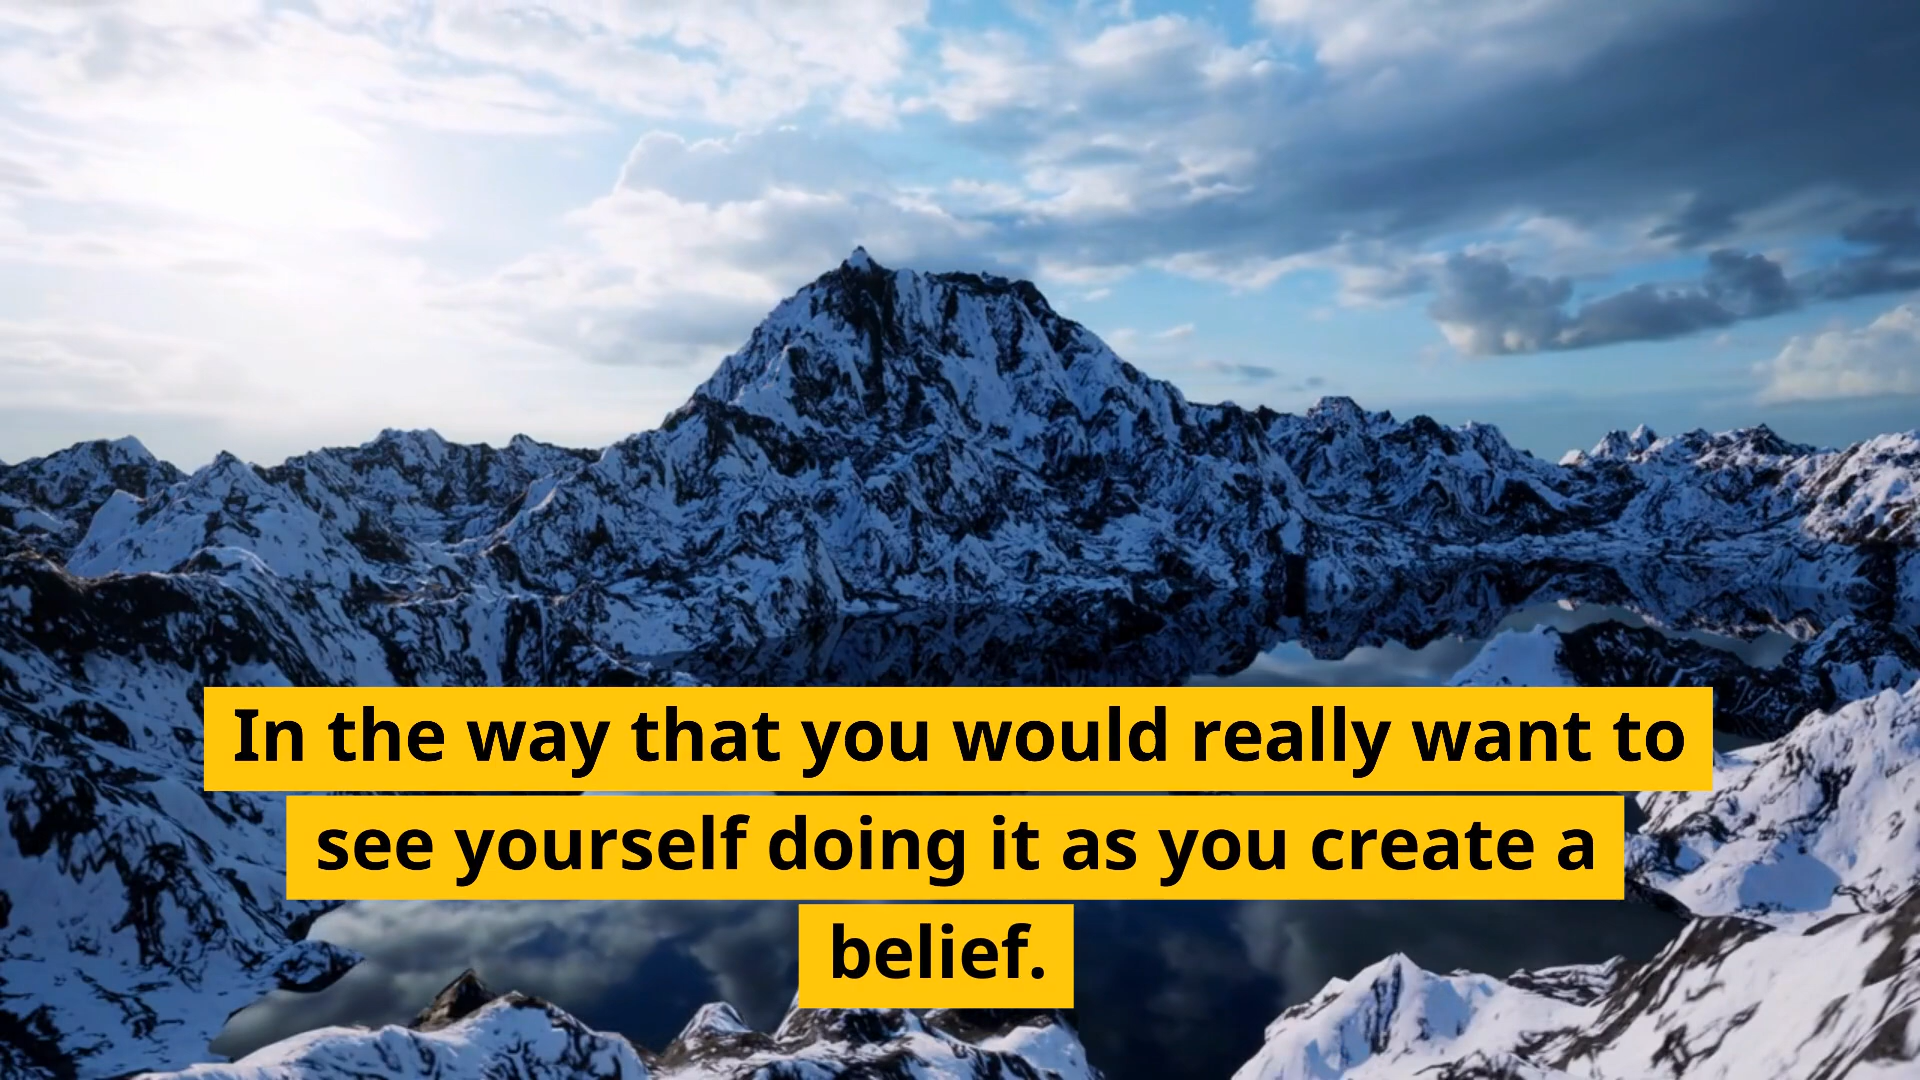 In the way that you would really want to
see yourself doing it as you create a
belief.